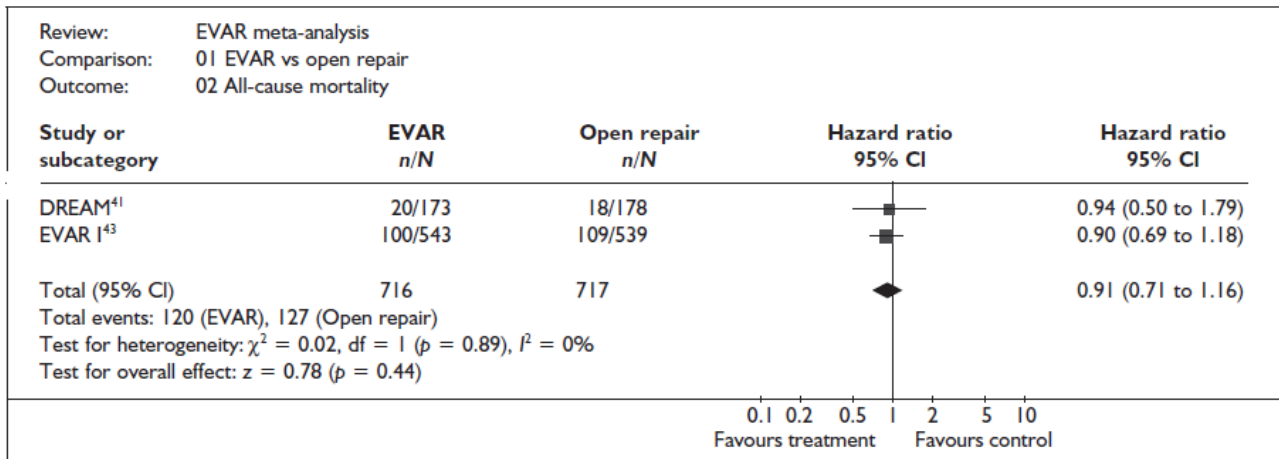 Review: EVAR meta-analysis
Comparison: 01 EVAR vs open repair
Outcome: 02 All-cause mortality
Study or subcategory EVAR n/N Open repair n/N Hazard ratio 95% CI Hazard ratio 95% CI
DREAM⁴¹ 20/173 18/178 0.94 (0.50 to 1.79)
EVAR I⁴³ 100/543 109/539 0.90 (0.69 to 1.18)
Total (95% CI) 716 717 0.91 (0.71 to 1.16)
Total events: 120 (EVAR), 127 (Open repair)
Test for heterogeneity: χ² = 0.02, df = 1 (p = 0.89), I² = 0%
Test for overall effect: z = 0.78 (p = 0.44)
0.1 0.2 0.5 1 2 5 10
Favours treatment Favours control